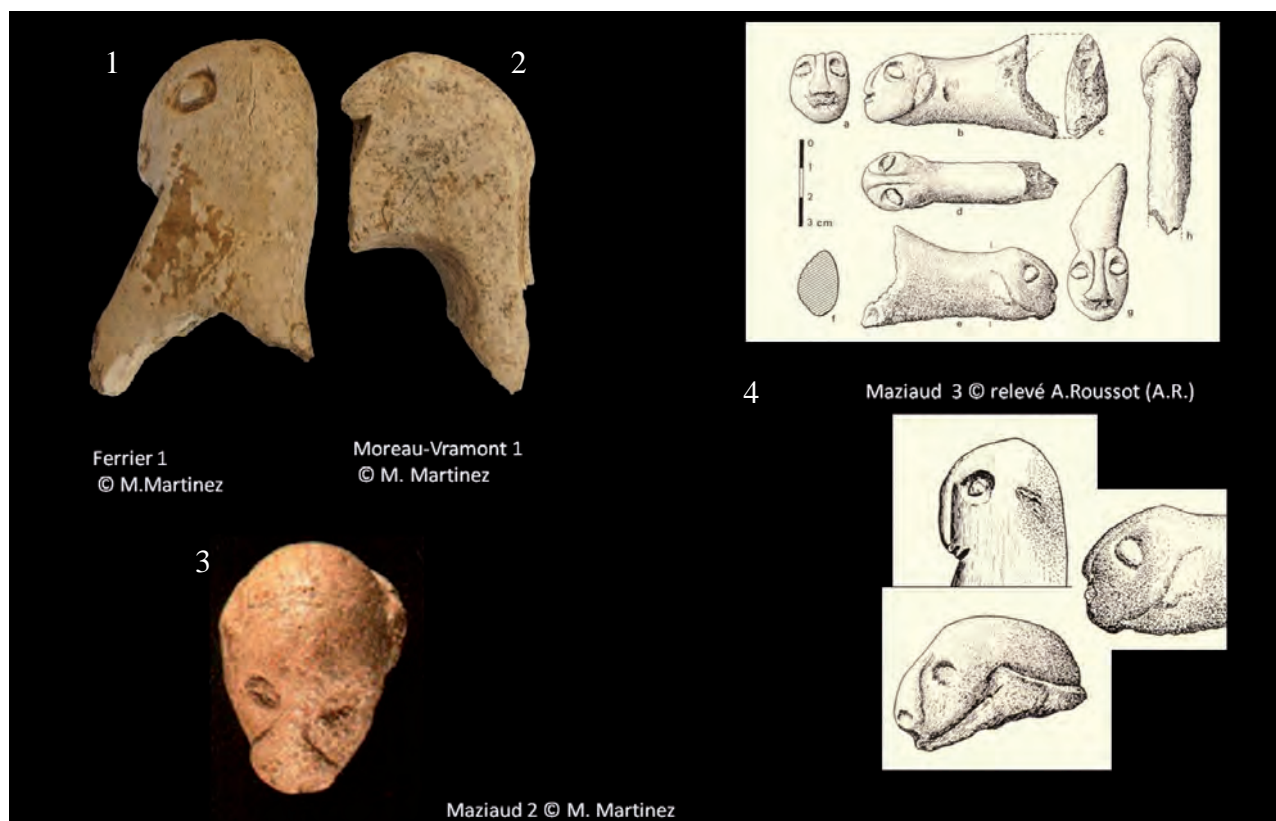 1
2
Ferrier 1
© M.Martinez
Moreau-Vramont 1
© M. Martinez
3
Maziaud 2 © M. Martinez
a
b
c
0
1
2
3 cm
d
h
i
f
e
i
g
4
Maziaud 3 © relevé A.Roussot (A.R.)